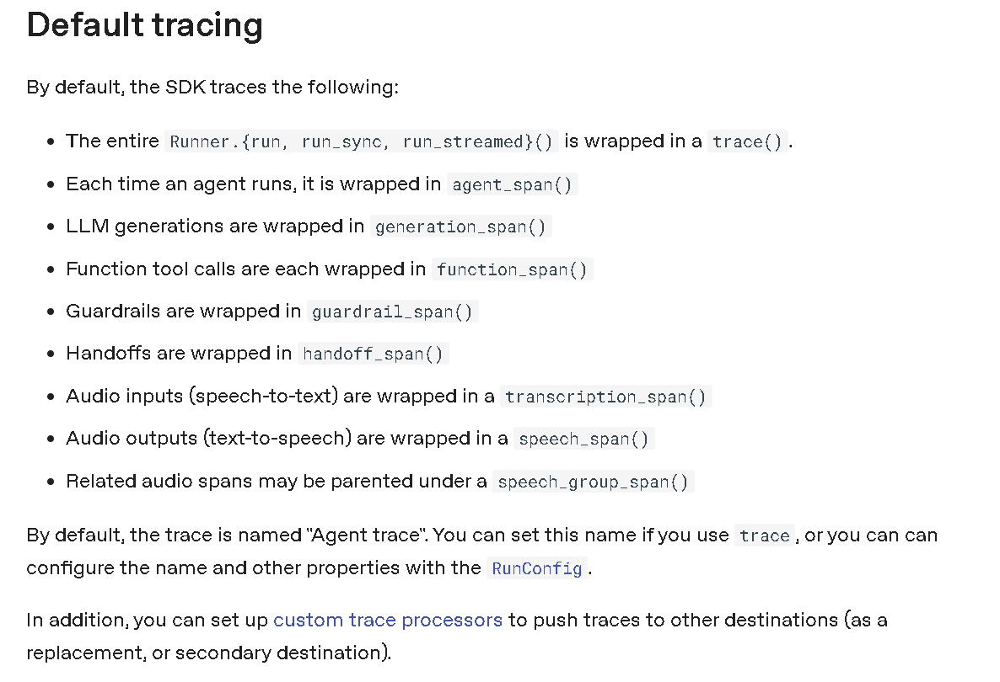 Default tracing
By default, the SDK traces the following:
• The entire Runner.{run, run_sync, run_streamed}() is wrapped in a trace().
• Each time an agent runs, it is wrapped in agent_span()
• LLM generations are wrapped in generation_span()
• Function tool calls are each wrapped in function_span()
• Guardrails are wrapped in guardrail_span()
• Handoffs are wrapped in handoff_span()
• Audio inputs (speech-to-text) are wrapped in a transcription_span()
• Audio outputs (text-to-speech) are wrapped in a speech_span()
• Related audio spans may be parented under a speech_group_span()
By default, the trace is named "Agent trace". You can set this name if you use trace, or you can can
configure the name and other properties with the RunConfig.
In addition, you can set up custom trace processors to push traces to other destinations (as a
replacement, or secondary destination).